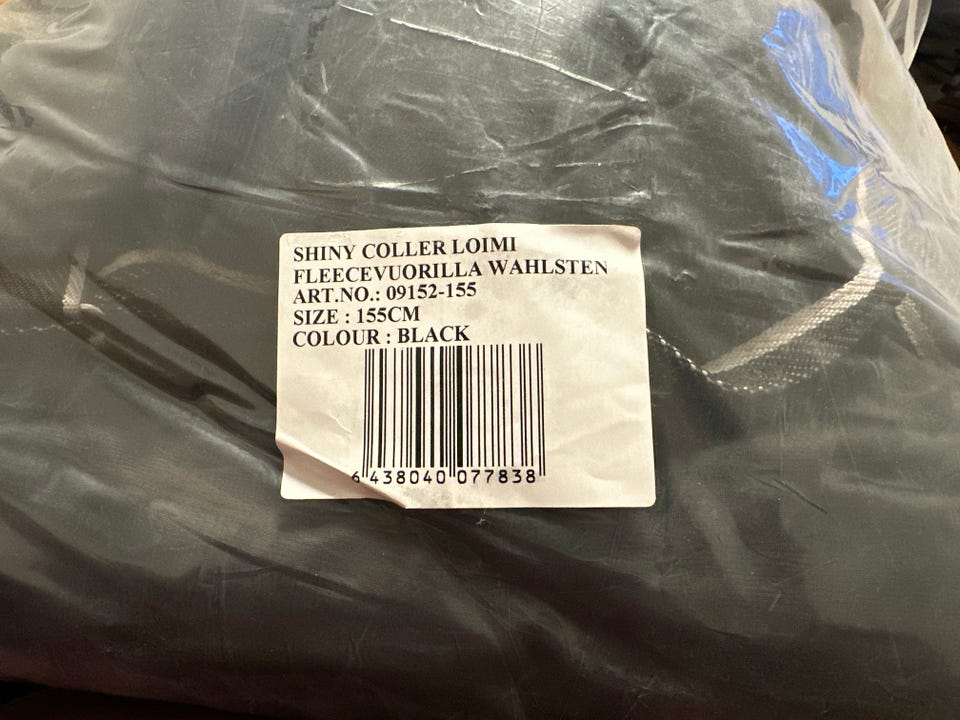 SHINY COLLER LOIMI
FLEECEVUORILLA WAHLSTEN
ART.NO.: 09152-155
SIZE : 155CM
COLOUR : BLACK
6 438040 077838